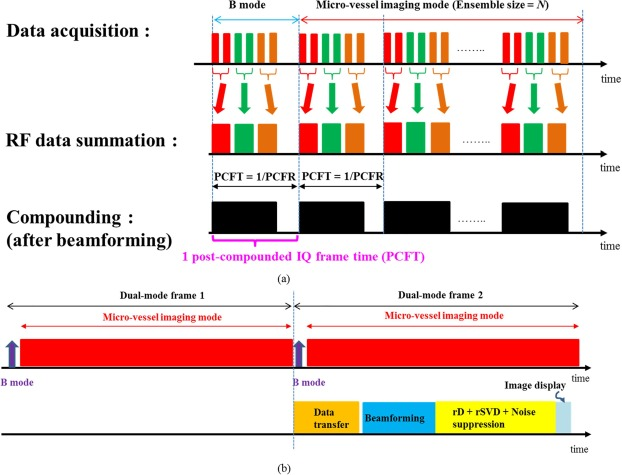 B mode
Micro-vessel imaging mode (Ensemble size = N)
Data acquisition :
........
time
RF data summation :
........
time
PCFT = 1/PCFR
PCFT = 1/PCFR
Compounding :
(after beamforming)
........
time
1 post-compounded IQ frame time (PCFT)
(a)
Dual-mode frame 1
Dual-mode frame 2
Micro-vessel imaging mode
Micro-vessel imaging mode
B mode
B mode
time
Image display
Data transfer
Beamforming
rD + rSVD + Noise suppression
time
(b)